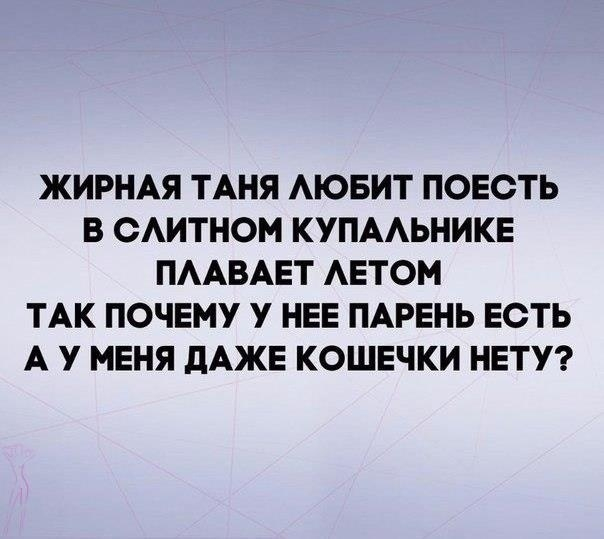 ЖИРНАЯ ТАНЯ ЛЮБИТ ПОЕСТЬ
В СЛИТНОМ КУПАЛЬНИКЕ
ПЛАВАЕТ ЛЕТОМ
ТАК ПОЧЕМУ У НЕЕ ПАРЕНЬ ЕСТЬ
А У МЕНЯ ДАЖЕ КОШЕЧКИ НЕТУ?